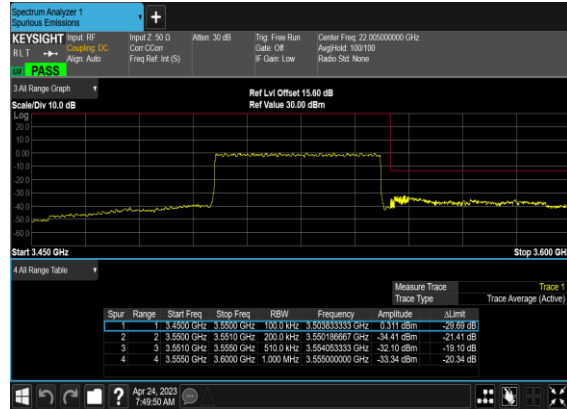 Spectrum Analyzer 1
Spurious Emissions
KEYSIGHT Input: RF Input Z: 50 Ω Atten: 30 dB Trig: Free Run Center Freq: 22.005000000 GHz
RLT Coupling: DC Corr CCorr Gate: Off Avg|Hold: 100/100
Align: Auto Freq Ref: Int (S) IF Gain: Low Radio Std: None
PASS
3 All Range Graph Ref Lvl Offset 15.60 dB
Scale/Div 10.0 dB Ref Value 30.00 dBm
Log
20.0
10.0
0.00
-10.0
-20.0
-30.0
-40.0
-50.0
-60.0
Start 3.450 GHz Stop 3.600 GH
4 All Range Table
Measure Trace Trace 1
Trace Type Trace Average (Active)
Spur Range Start Freq Stop Freq RBW Frequency Amplitude ΔLimit
1 1 3.4500 GHz 3.5500 GHz 100.0 kHz 3.503833333 GHz 0.311 dBm -29.69 dB
2 2 3.5500 GHz 3.5510 GHz 200.0 kHz 3.550186667 GHz -34.41 dBm -21.41 dB
3 3 3.5510 GHz 3.5550 GHz 510.0 kHz 3.554053333 GHz -32.10 dBm -19.10 dB
4 4 3.5550 GHz 3.6000 GHz 1.000 MHz 3.555000000 GHz -33.34 dBm -20.34 dB
Apr 24, 2023
7:49:50 AM